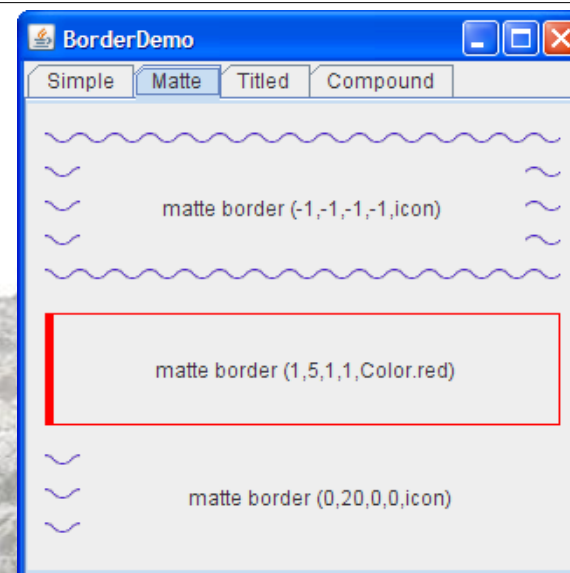 BorderDemo
Simple Matte Titled Compound
matte border (-1,-1,-1,-1,icon)
matte border (1,5,1,1,Color.red)
matte border (0,20,0,0,icon)